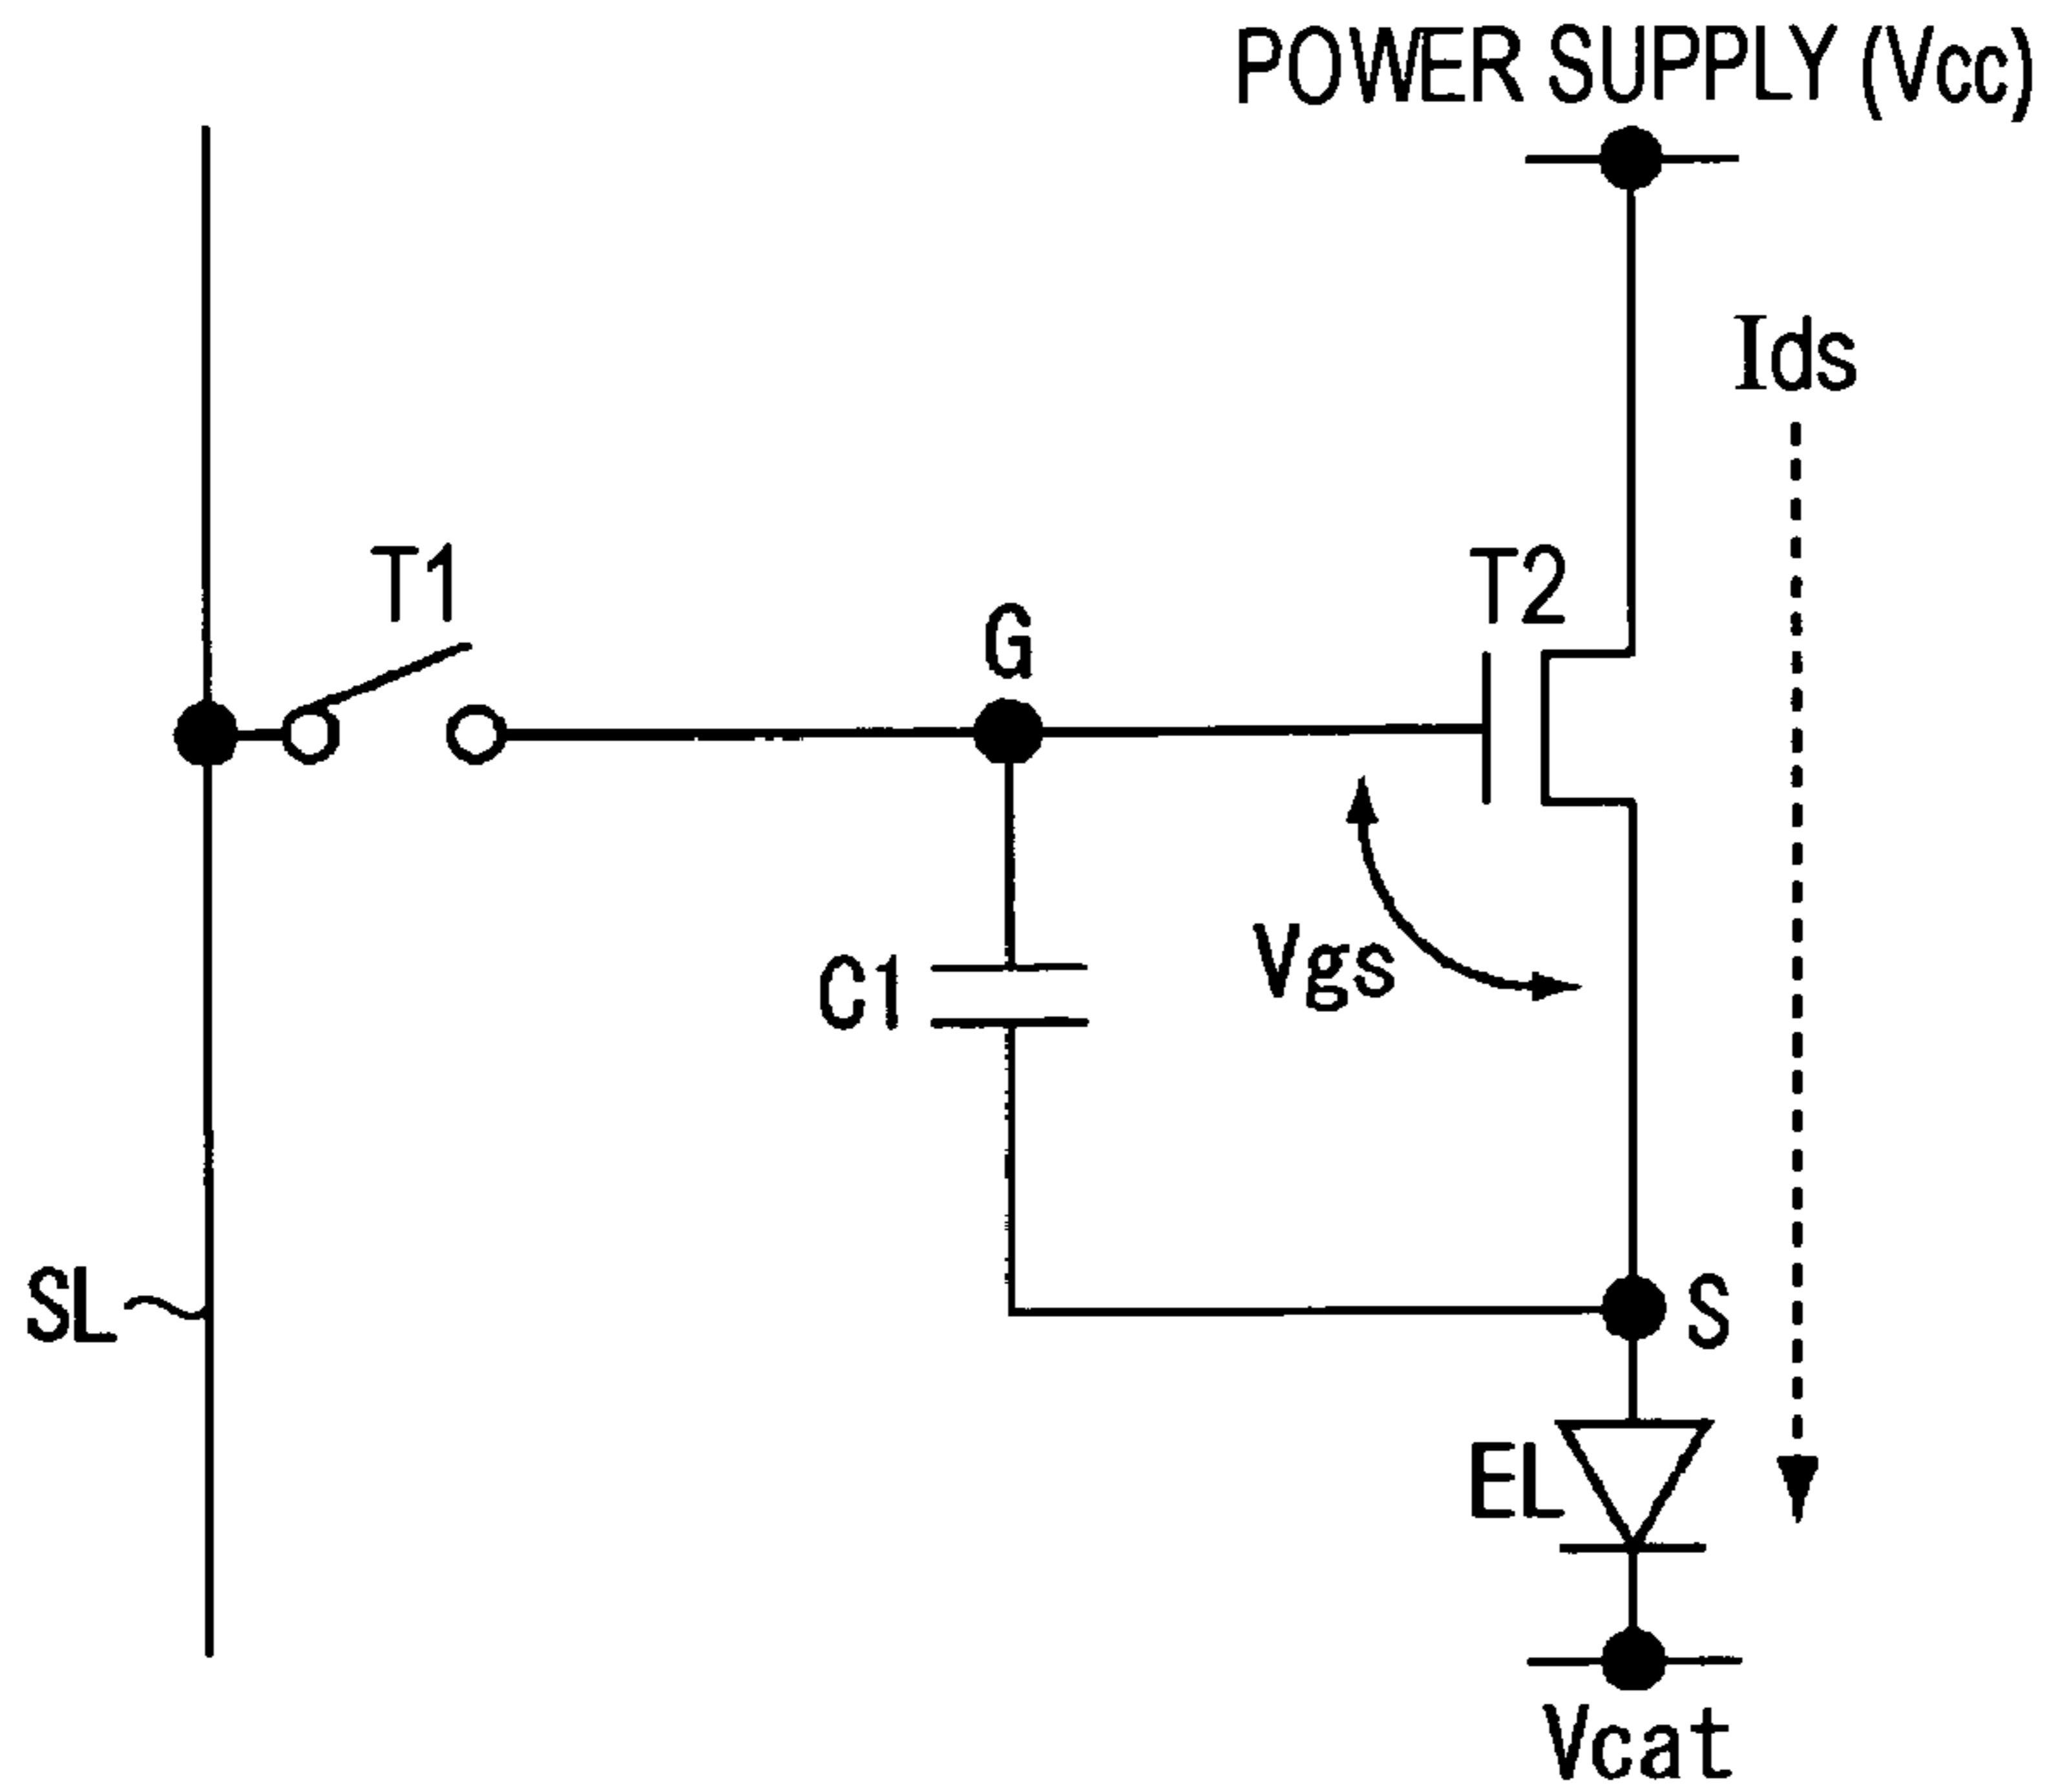 POWER SUPPLY (Vcc)
Ids
T1
T2
G
C1
Vgs
SL
S
EL
Vcat